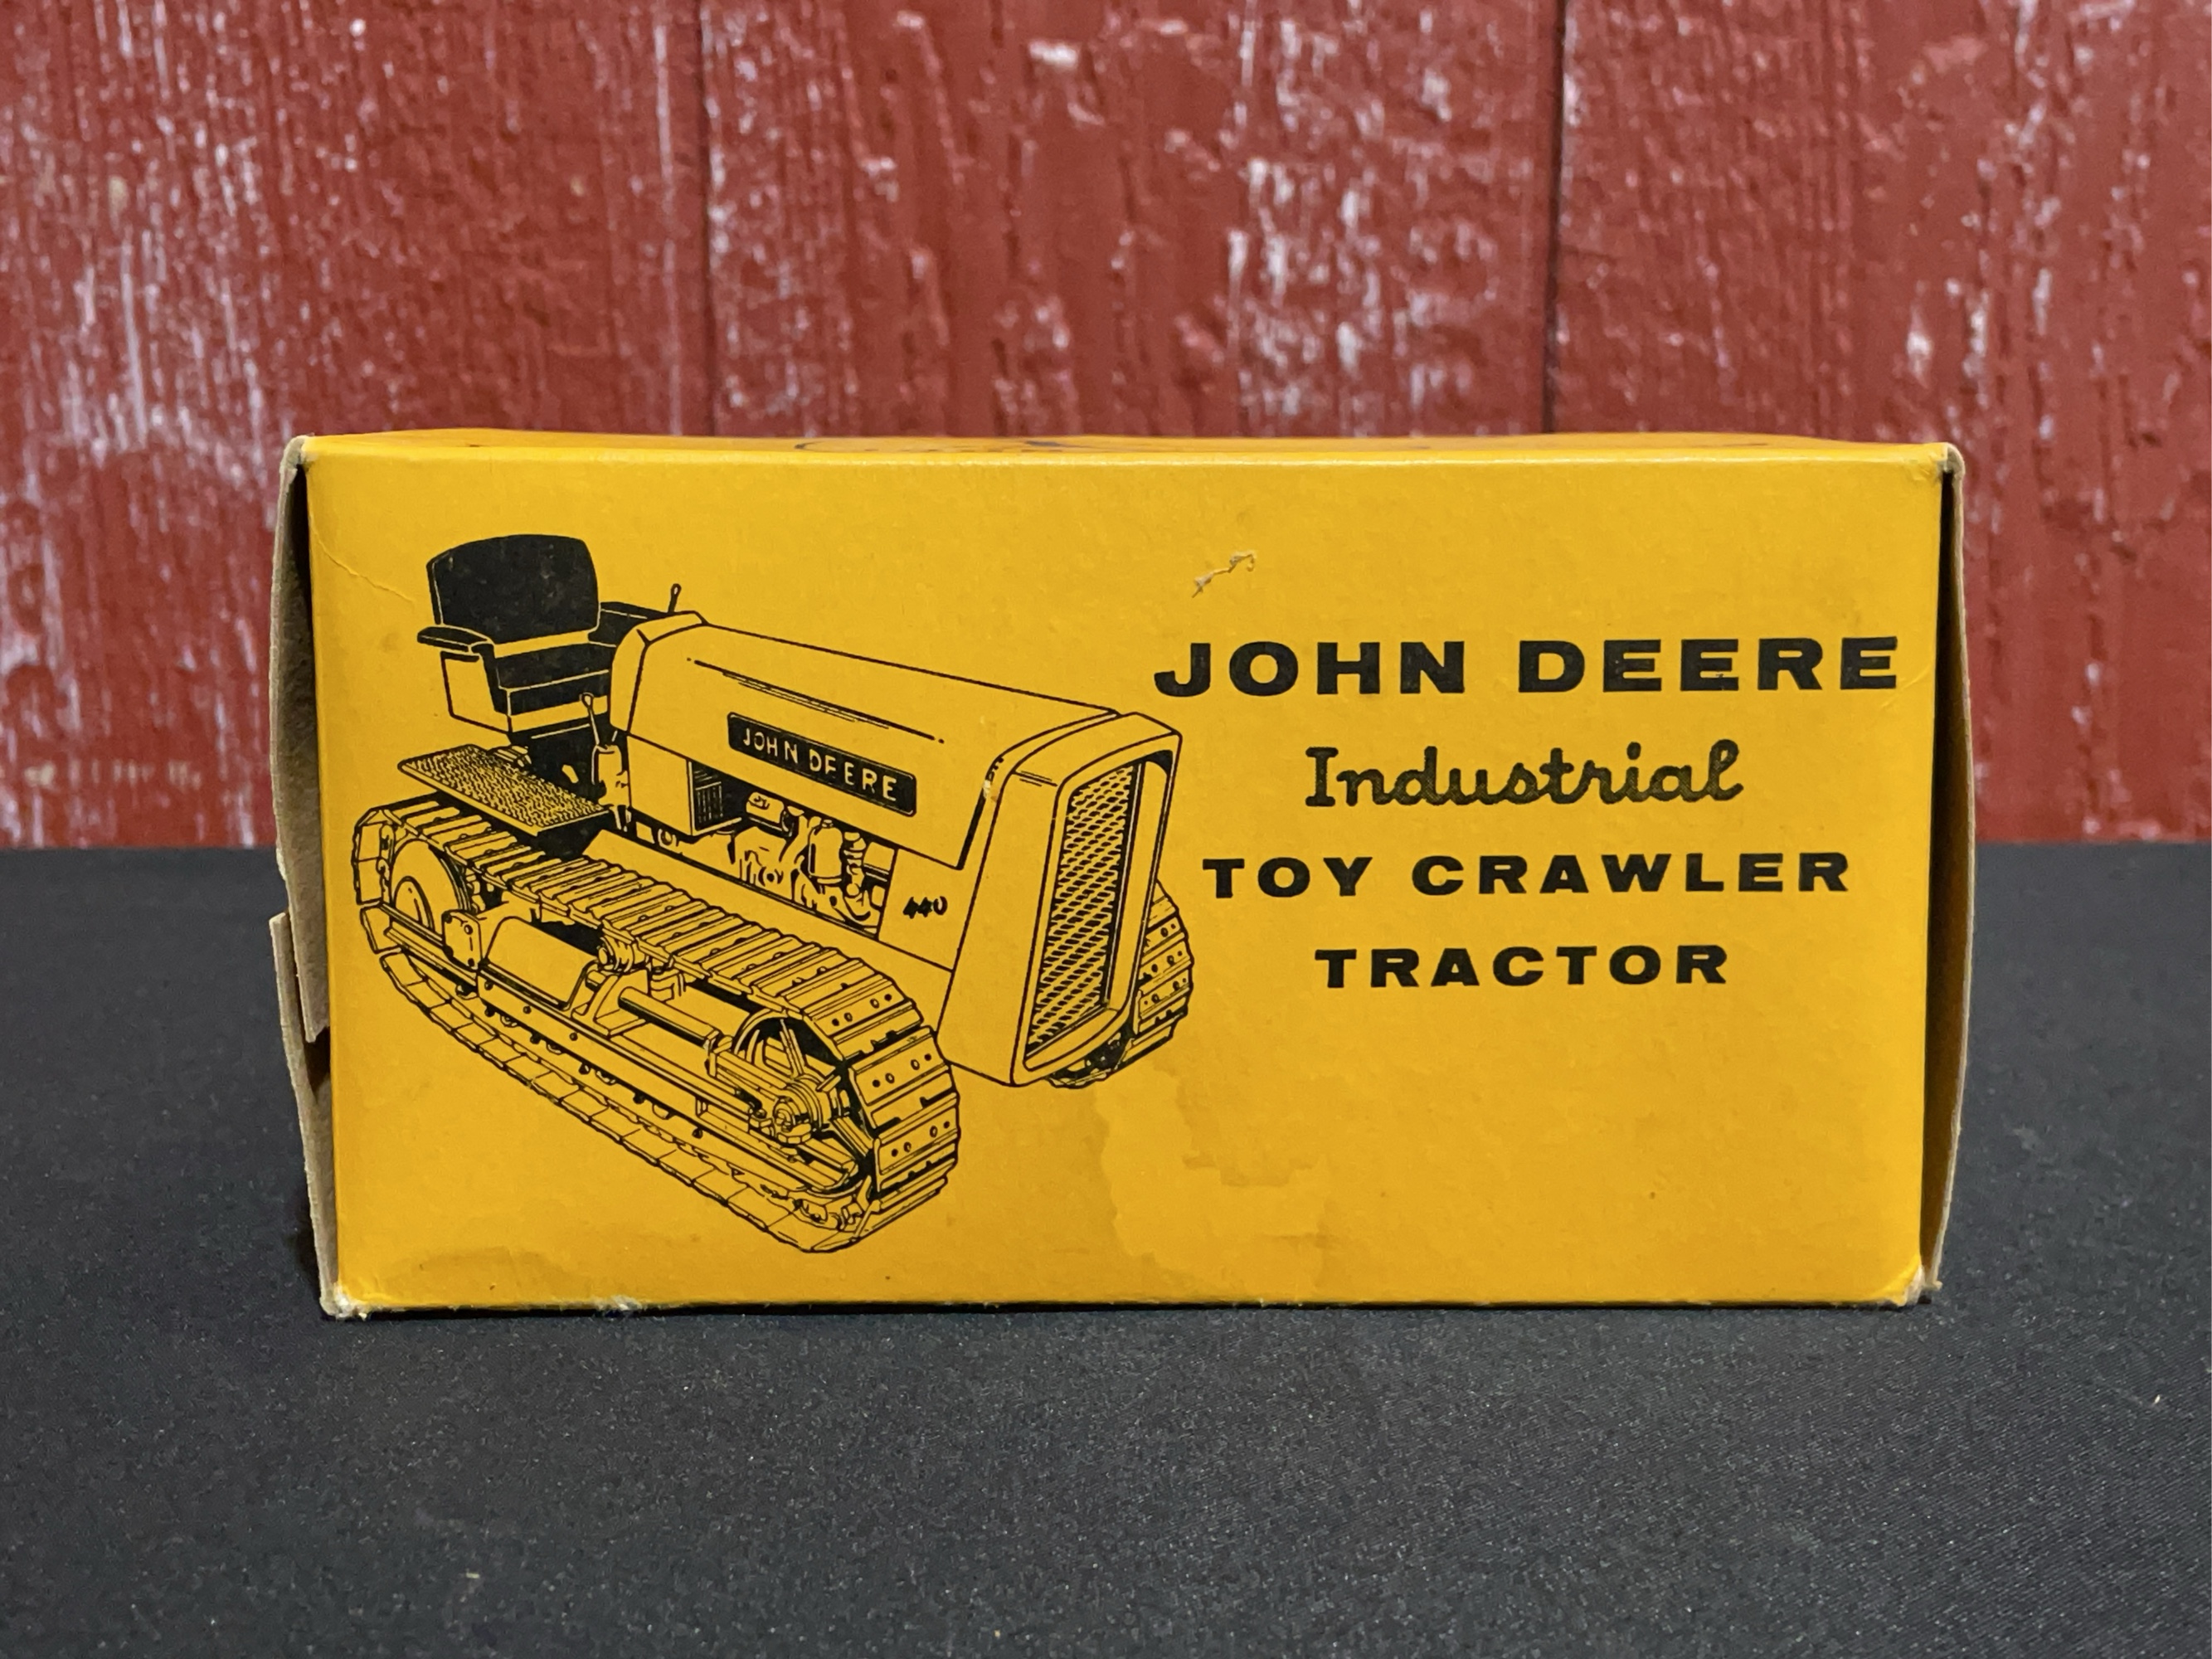 JOHN DEERE
440
JOHN DEERE
Industrial
TOY CRAWLER
TRACTOR